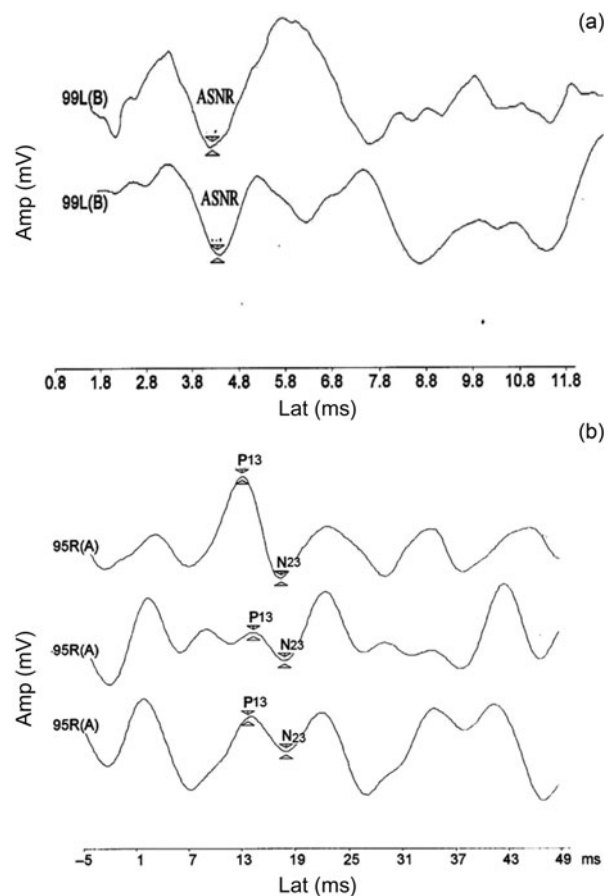 (a)
99L(B)
ASNR
99L(B)
ASNR
Amp (mV)
0.8 1.8 2.8 3.8 4.8 5.8 6.8 7.8 8.8 9.8 10.8 11.8
Lat (ms)
(b)
P13
95R(A)
N23
P13
95R(A)
N23
P13
95R(A)
N23
Amp (mV)
–5 1 7 13 19 25 31 37 43 49 ms
Lat (ms)